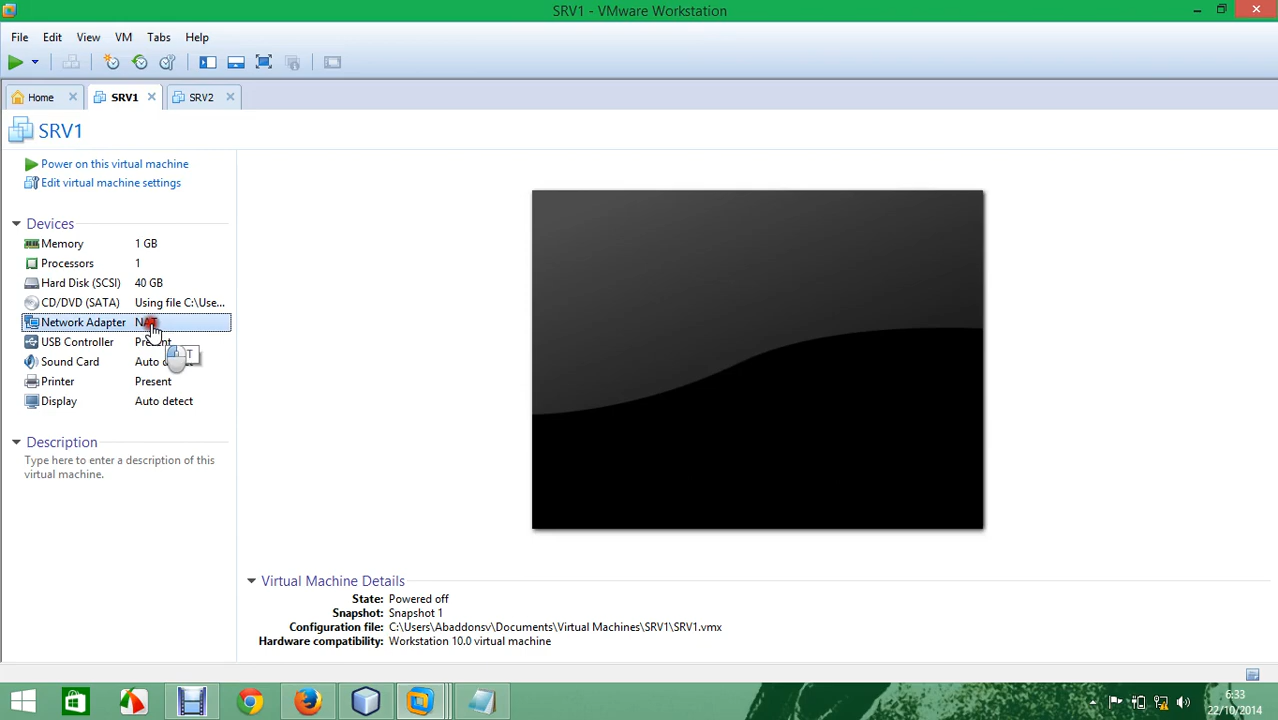 SRV1 - VMware Workstation
File Edit View VM Tabs Help
Home SRV1 SRV2
SRV1
Power on this virtual machine
Edit virtual machine settings
Devices
Memory 1 GB
Processors 1
Hard Disk (SCSI) 40 GB
CD/DVD (SATA) Using file C:\Use...
Network Adapter NAT
USB Controller Present
Sound Card Auto
Printer Present
Display Auto detect
Description
Type here to enter a description of this
virtual machine.
Virtual Machine Details
State: Powered off
Snapshot: Snapshot 1
Configuration file: C:\Users\Abaddonsv\Documents\Virtual Machines\SRV1\SRV1.vmx
Hardware compatibility: Workstation 10.0 virtual machine
6:33
22/10/2014